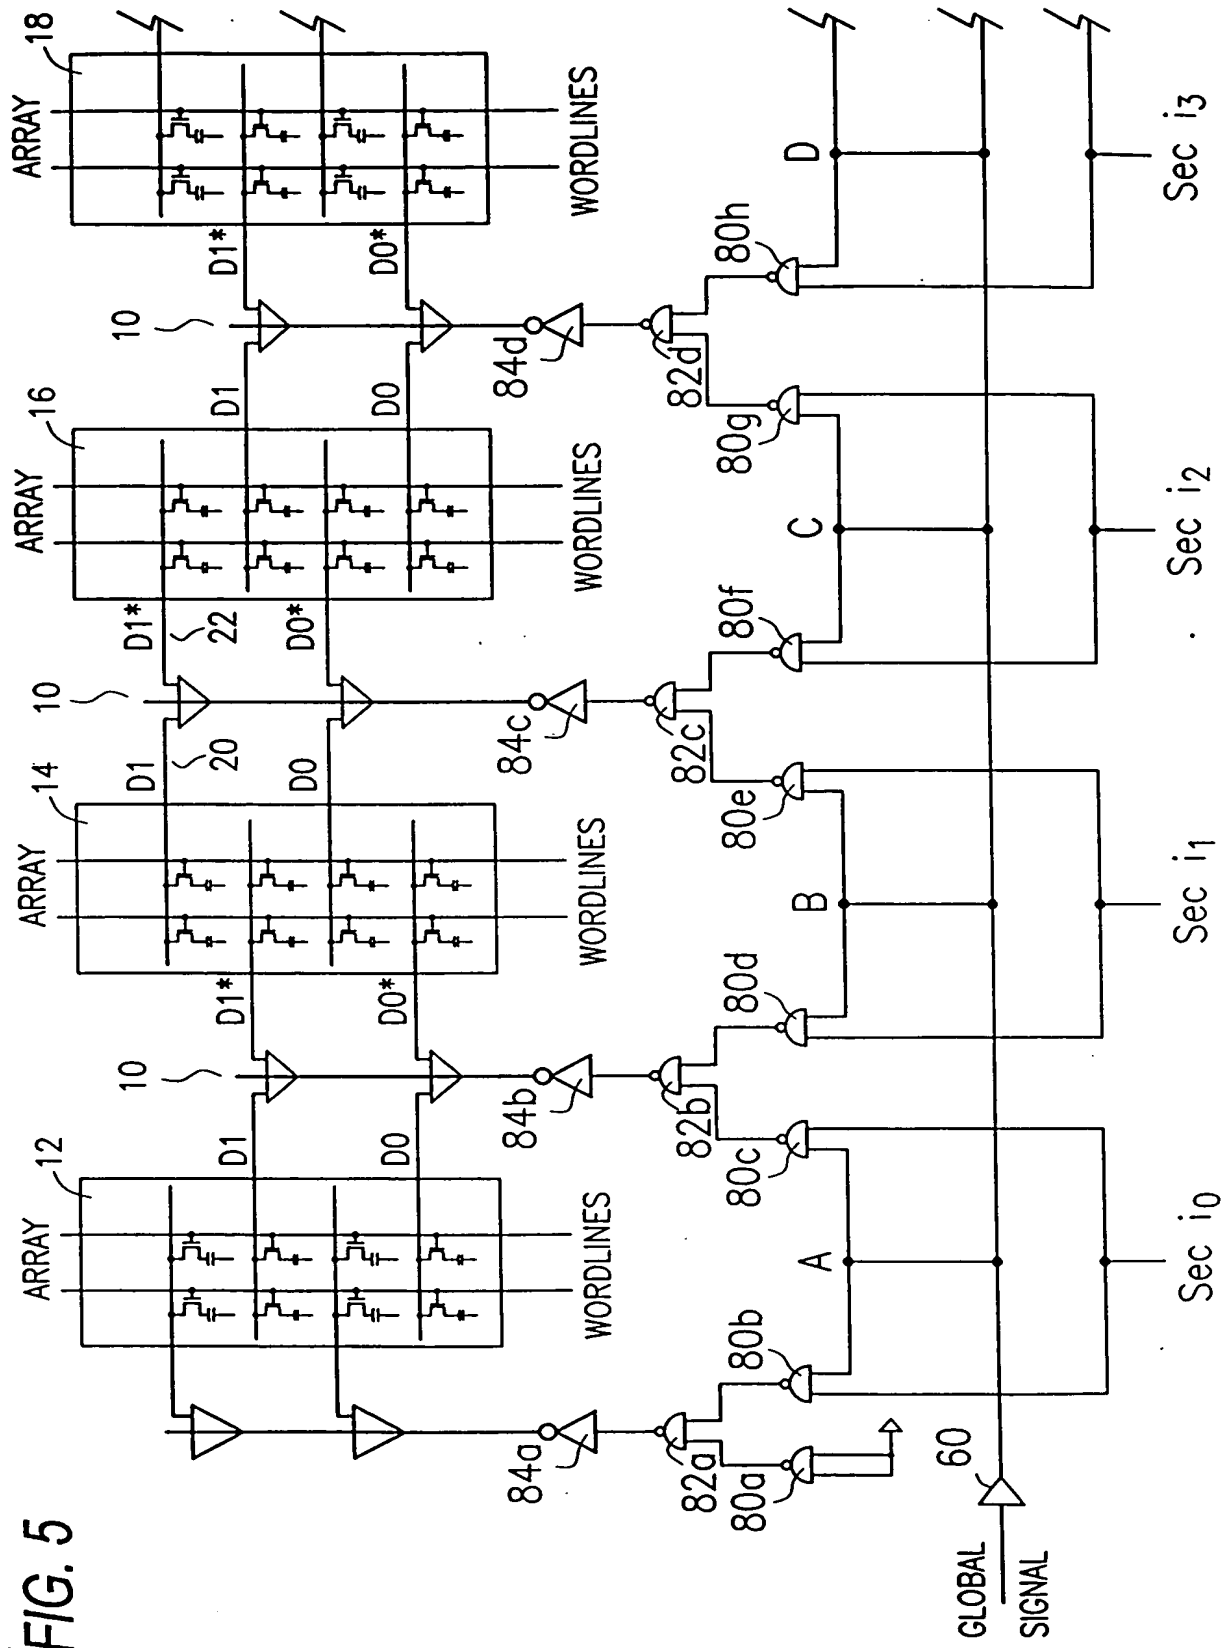 FIG. 5
ARRAY
12
ARRAY
14
ARRAY
16
ARRAY
18
10
10
10
D1
D1*
D1
D1*
D1
D1*
20
22
D0
D0*
D0
D0*
D0
D0*
WORDLINES
WORDLINES
WORDLINES
WORDLINES
84a
84b
84c
84d
82a
82b
82c
82d
80a
80b
80c
80d
80e
80f
80g
80h
A
B
C
D
GLOBAL
SIGNAL
60
Sec i0
Sec i1
Sec i2
Sec i3